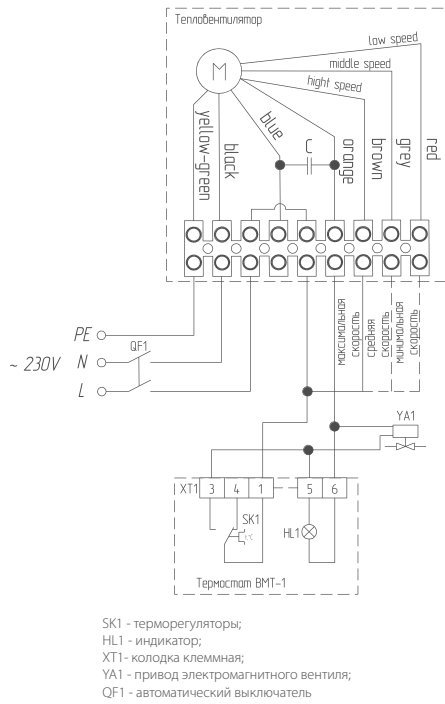 Тепловентилятор
low speed
middle speed
hight speed
M
yellow-green
black
blue
C
orange
brown
grey
red
максимальная
скорость
средняя
скорость
минимальная
скорость
PE
QF1
~ 230V N
L
YA1
XT1 3 4 1 5 6
SK1
t°C
HL1
Термостат ВМТ-1
SK1 - терморегуляторы;
HL1 - индикатор;
XT1- колодка клеммная;
YA1 - привод электромагнитного вентиля;
QF1 - автоматический выключатель